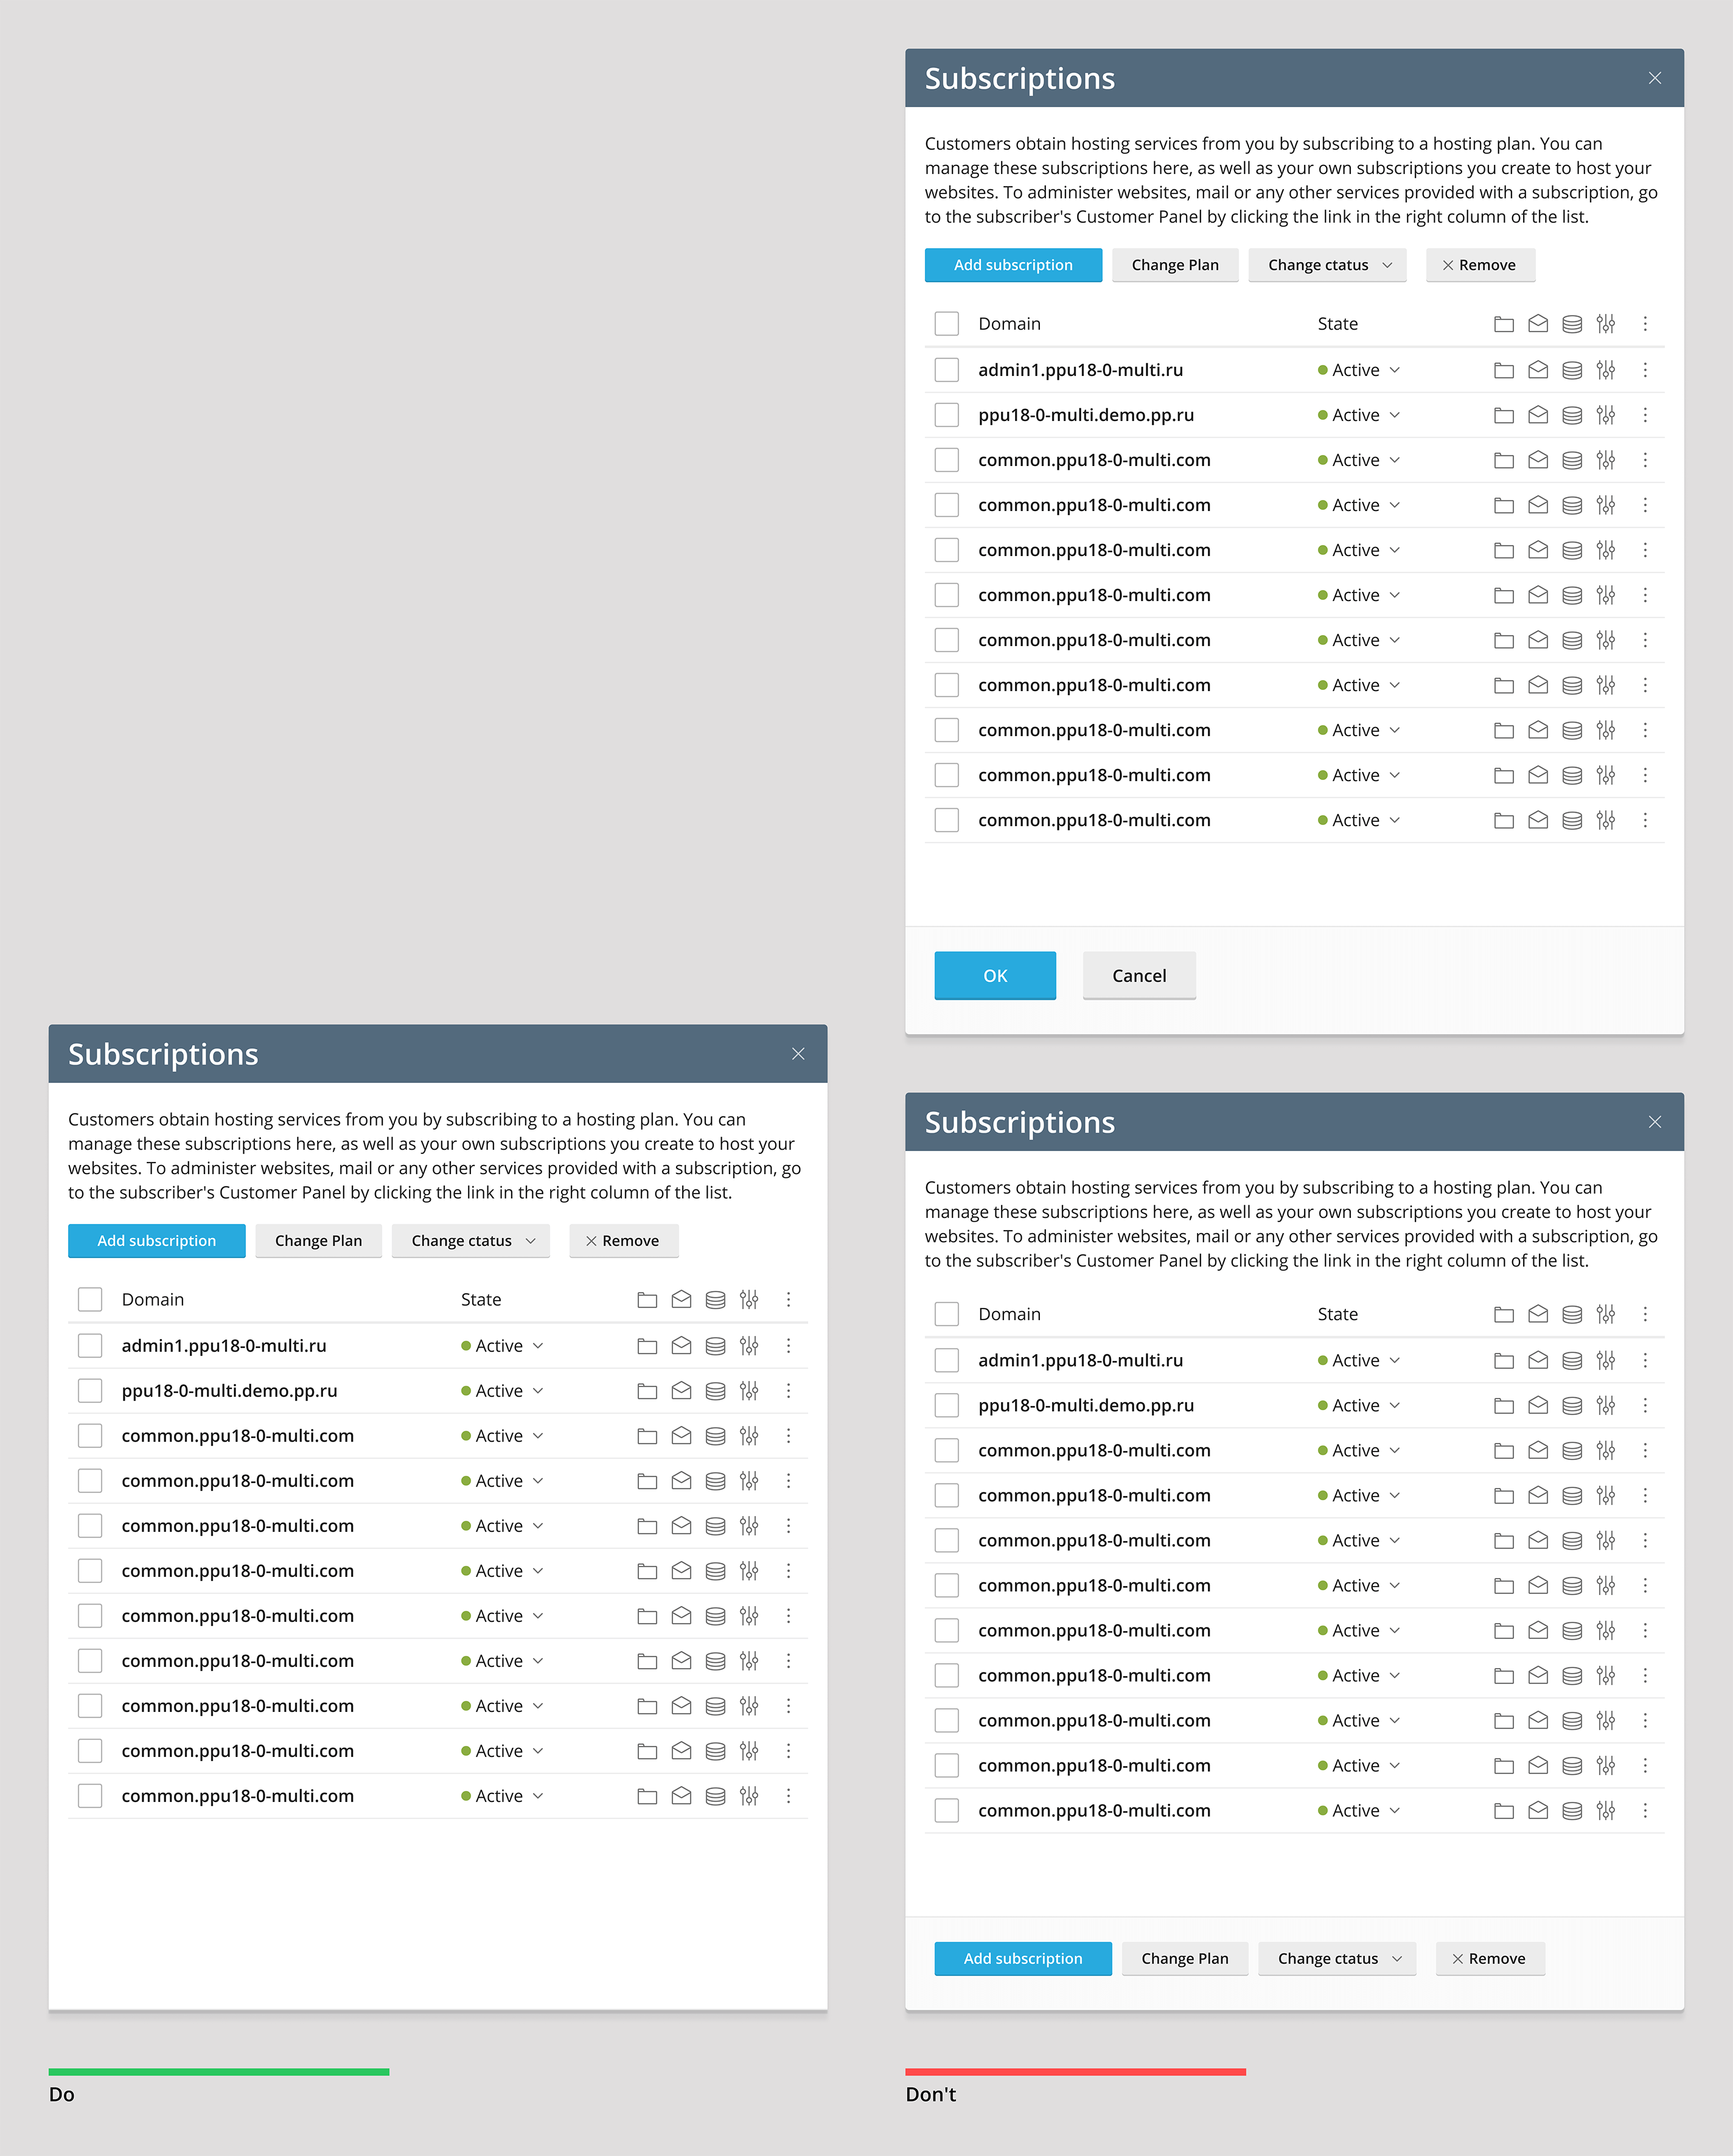 Subscriptions
Customers obtain hosting services from you by subscribing to a hosting plan. You can
manage these subscriptions here, as well as your own subscriptions you create to host your
websites. To administer websites, mail or any other services provided with a subscription, go
to the subscriber's Customer Panel by clicking the link in the right column of the list.
Add subscription Change Plan Change ctatus Remove
Domain State
admin1.ppu18-0-multi.ru Active
ppu18-0-multi.demo.pp.ru Active
common.ppu18-0-multi.com Active
common.ppu18-0-multi.com Active
common.ppu18-0-multi.com Active
common.ppu18-0-multi.com Active
common.ppu18-0-multi.com Active
common.ppu18-0-multi.com Active
common.ppu18-0-multi.com Active
common.ppu18-0-multi.com Active
common.ppu18-0-multi.com Active
OK Cancel
Subscriptions
Customers obtain hosting services from you by subscribing to a hosting plan. You can
manage these subscriptions here, as well as your own subscriptions you create to host your
websites. To administer websites, mail or any other services provided with a subscription, go
to the subscriber's Customer Panel by clicking the link in the right column of the list.
Add subscription Change Plan Change ctatus Remove
Domain State
admin1.ppu18-0-multi.ru Active
ppu18-0-multi.demo.pp.ru Active
common.ppu18-0-multi.com Active
common.ppu18-0-multi.com Active
common.ppu18-0-multi.com Active
common.ppu18-0-multi.com Active
common.ppu18-0-multi.com Active
common.ppu18-0-multi.com Active
common.ppu18-0-multi.com Active
common.ppu18-0-multi.com Active
common.ppu18-0-multi.com Active
Do
Subscriptions
Customers obtain hosting services from you by subscribing to a hosting plan. You can
manage these subscriptions here, as well as your own subscriptions you create to host your
websites. To administer websites, mail or any other services provided with a subscription, go
to the subscriber's Customer Panel by clicking the link in the right column of the list.
Domain State
admin1.ppu18-0-multi.ru Active
ppu18-0-multi.demo.pp.ru Active
common.ppu18-0-multi.com Active
common.ppu18-0-multi.com Active
common.ppu18-0-multi.com Active
common.ppu18-0-multi.com Active
common.ppu18-0-multi.com Active
common.ppu18-0-multi.com Active
common.ppu18-0-multi.com Active
common.ppu18-0-multi.com Active
common.ppu18-0-multi.com Active
Add subscription Change Plan Change ctatus Remove
Don't